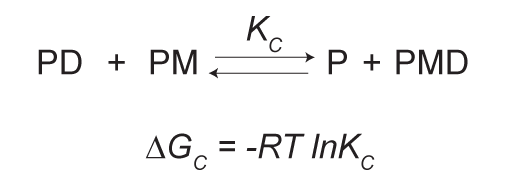 K_C
PD + PM ⇌ P + PMD
ΔG_C = -RT lnK_C